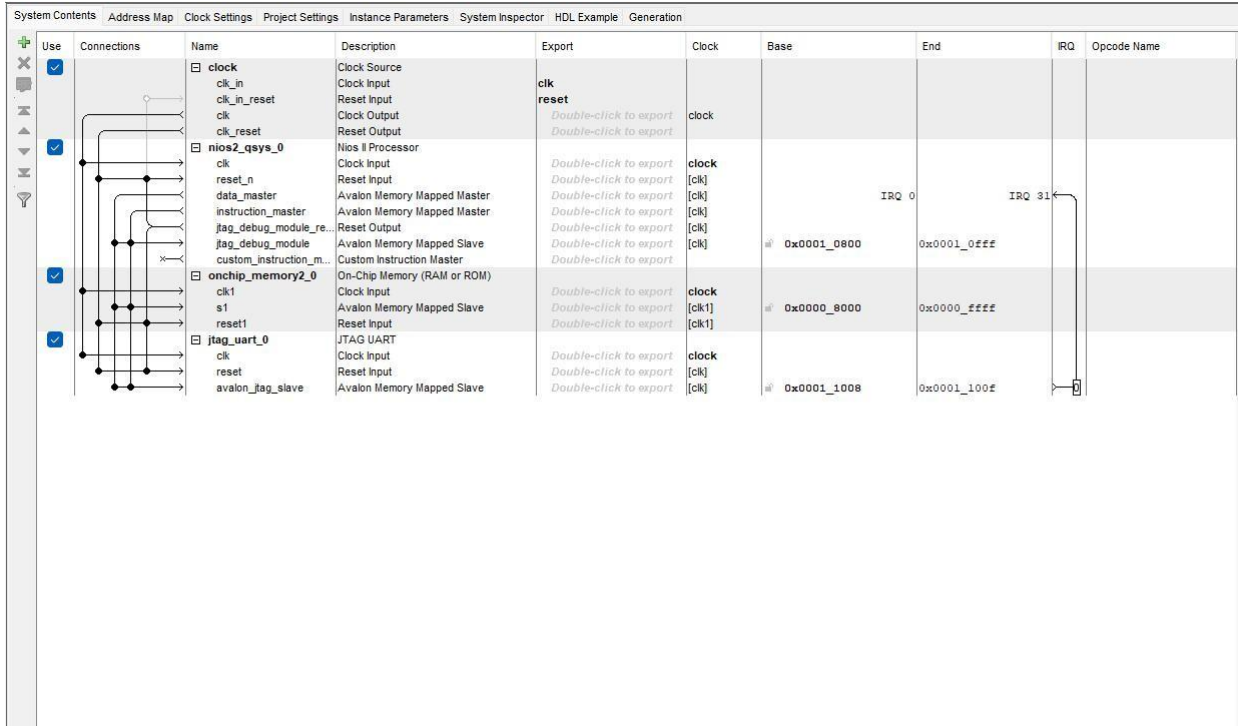 System Contents Address Map Clock Settings Project Settings Instance Parameters System Inspector HDL Example Generation
Use Connections Name Description Export Clock Base End IRQ Opcode Name
clock Clock Source
clk_in Clock Input clk
clk_in_reset Reset Input reset
clk Clock Output Double-click to export clock
clk_reset Reset Output Double-click to export
nios2_qsys_0 Nios II Processor
clk Clock Input Double-click to export clock
reset_n Reset Input Double-click to export [clk]
data_master Avalon Memory Mapped Master Double-click to export [clk] IRQ 0 IRQ 31
instruction_master Avalon Memory Mapped Master Double-click to export [clk]
jtag_debug_module_re... Reset Output Double-click to export [clk]
jtag_debug_module Avalon Memory Mapped Slave Double-click to export [clk] 0x0001_0800 0x0001_0fff
custom_instruction_m... Custom Instruction Master Double-click to export
onchip_memory2_0 On-Chip Memory (RAM or ROM)
clk1 Clock Input Double-click to export clock
s1 Avalon Memory Mapped Slave Double-click to export [clk1] 0x0000_8000 0x0000_ffff
reset1 Reset Input Double-click to export [clk1]
jtag_uart_0 JTAG UART
clk Clock Input Double-click to export clock
reset Reset Input Double-click to export [clk]
avalon_jtag_slave Avalon Memory Mapped Slave Double-click to export [clk] 0x0001_1008 0x0001_100f 0